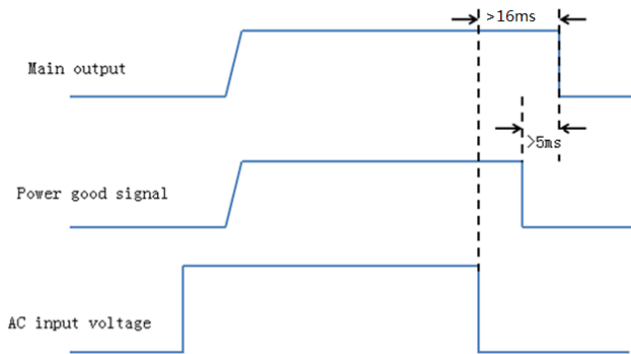 >16ms
Main output
>5ms
Power good signal
AC input voltage